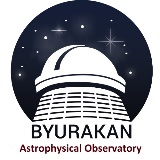 BYURAKAN
Astrophysical Observatory